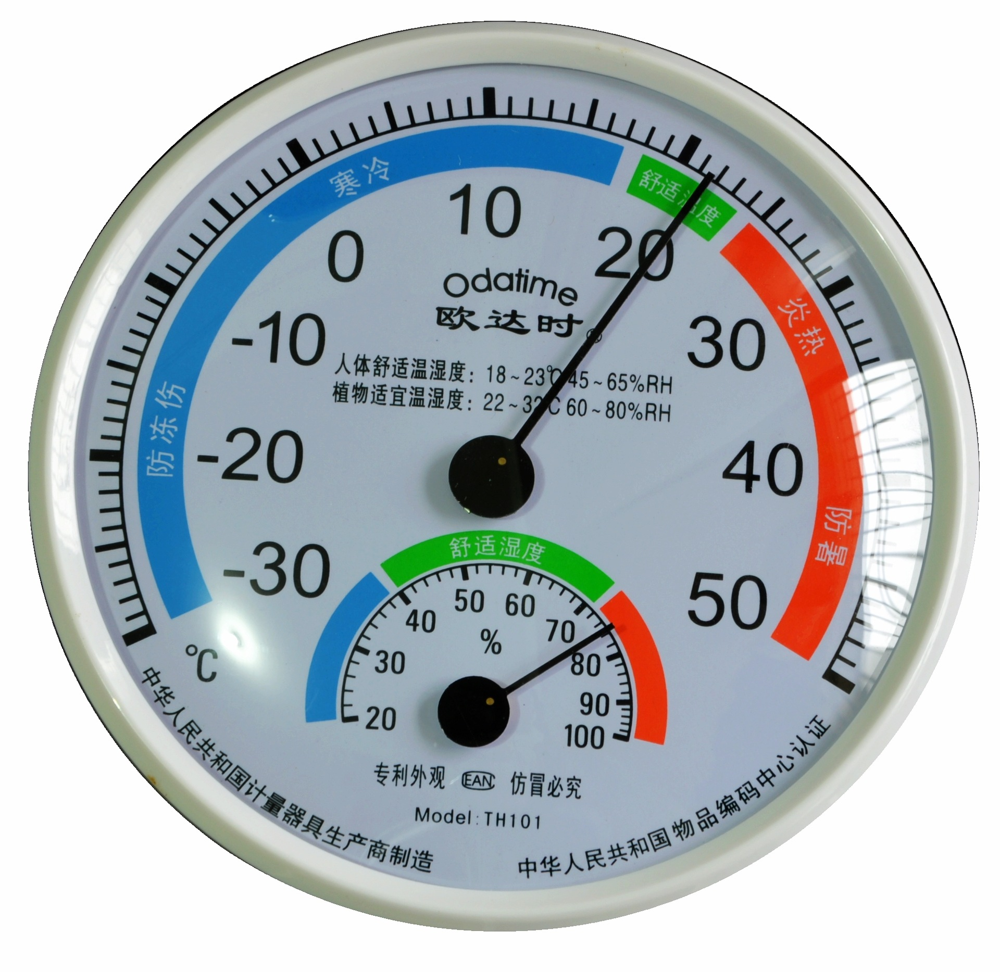 寒冷
舒适温度
炎热
防暑
防冻伤
10
0
20
-10
30
-20
40
-30
50
℃
Odatime
欧达时®
人体舒适温湿度：18~23℃ 45~65%RH
植物适宜温湿度：22~32℃ 60~80%RH
舒适湿度
50 60
40 70
%
30 80
20 90
100
专利外观 EAN 仿冒必究
Model:TH101
中华人民共和国计量器具生产商制造
中华人民共和国物品编码中心认证